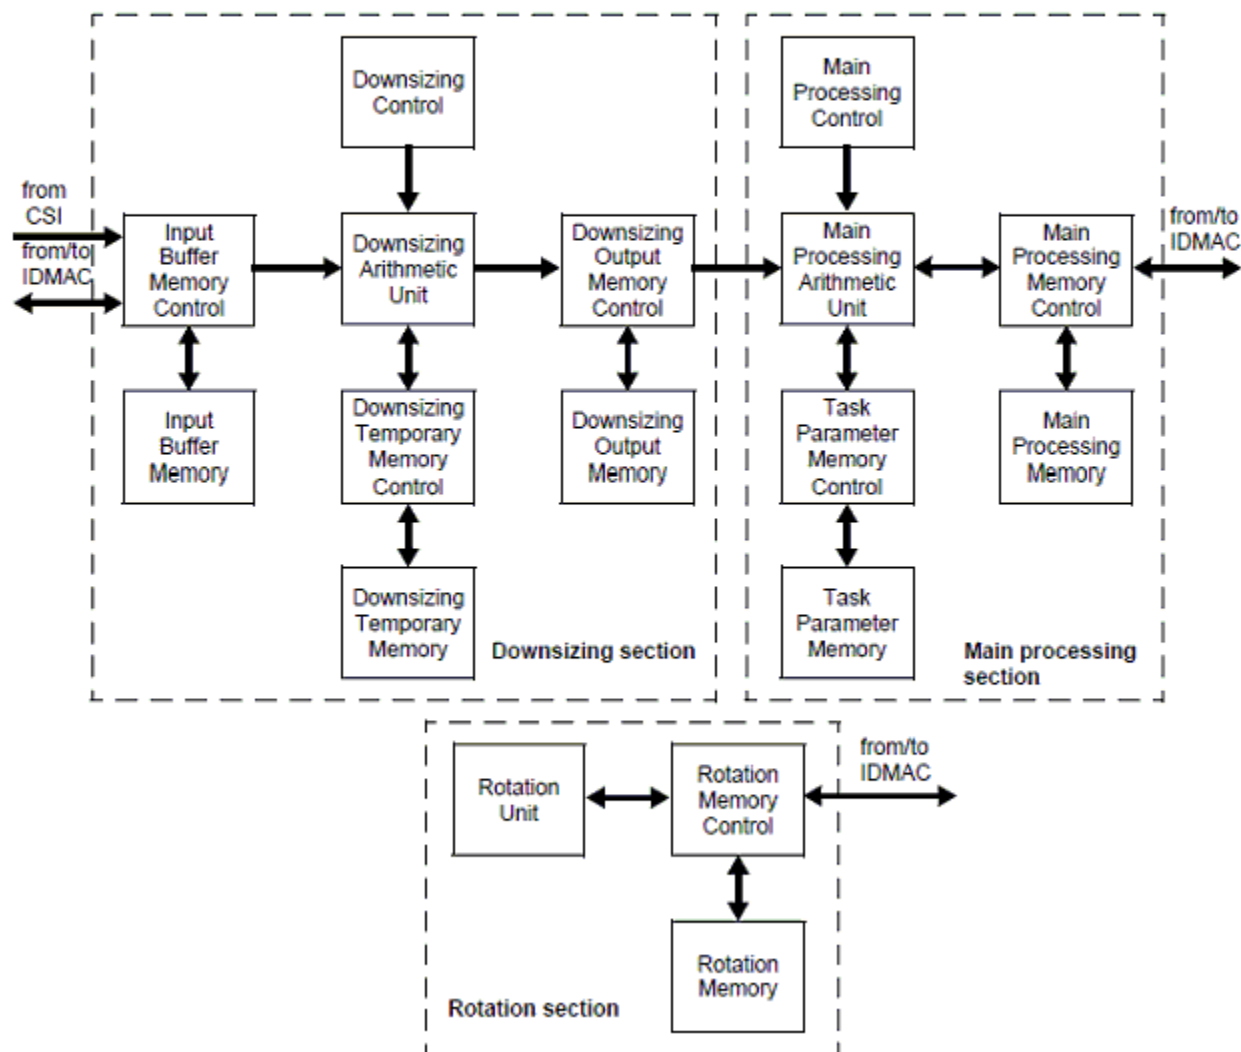 Downsizing
Control
Main
Processing
Control
from
CSI
from/to
IDMAC
Input
Buffer
Memory
Control
Downsizing
Arithmetic
Unit
Downsizing
Output
Memory
Control
Main
Processing
Arithmetic
Unit
Main
Processing
Memory
Control
from/to
IDMAC
Input
Buffer
Memory
Downsizing
Temporary
Memory
Control
Downsizing
Output
Memory
Task
Parameter
Memory
Control
Main
Processing
Memory
Downsizing
Temporary
Memory
Downsizing section
Task
Parameter
Memory
Main processing
section
Rotation
Unit
Rotation
Memory
Control
from/to
IDMAC
Rotation
Memory
Rotation section